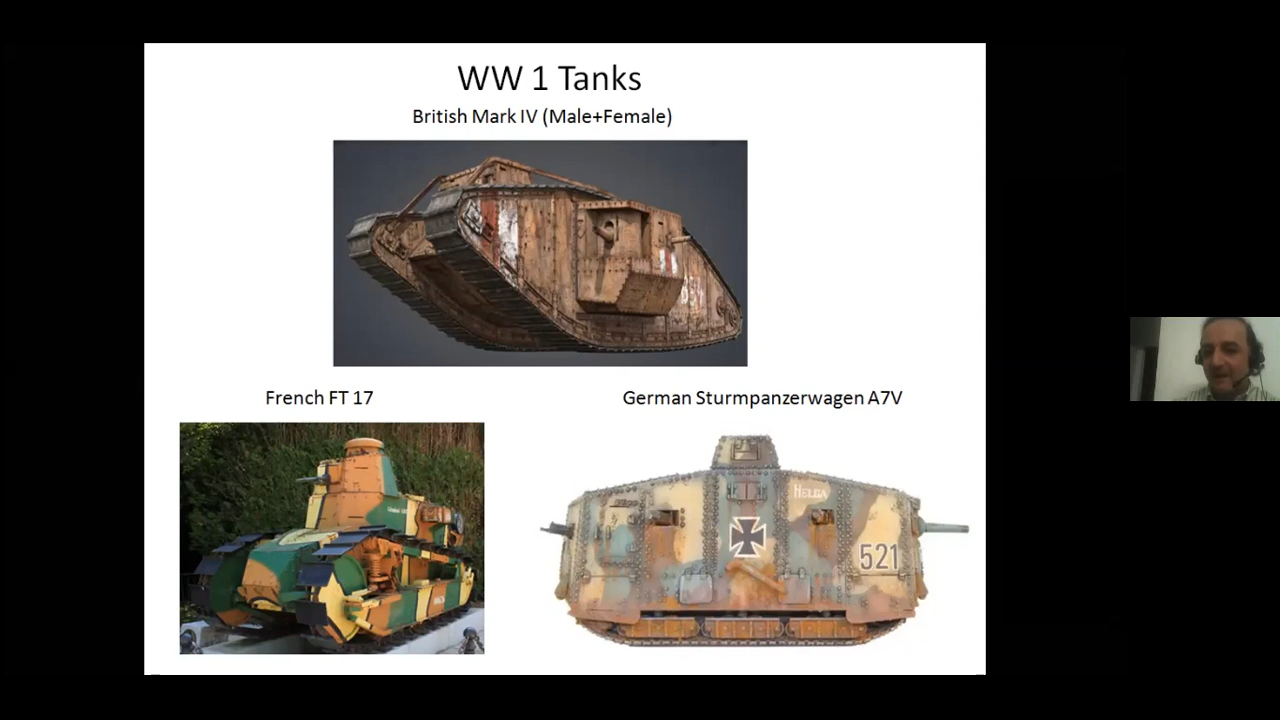 WW 1 Tanks
British Mark IV (Male+Female)
French FT 17
German Sturmpanzerwagen A7V
HELGA
521